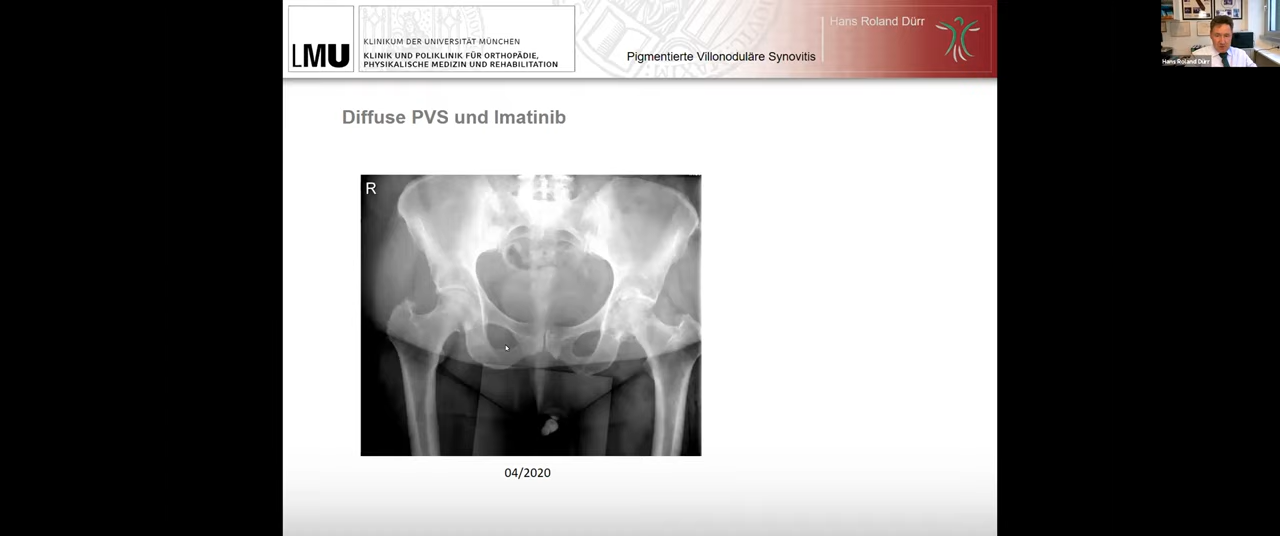 LMU
KLINIKUM DER UNIVERSITÄT MÜNCHEN
KLINIK UND POLIKLINIK FÜR ORTHOPÄDIE,
PHYSIKALISCHE MEDIZIN UND REHABILITATION
Pigmentierte Villonoduläre Synovitis
Hans Roland Dürr
Hans Roland Dürr
Diffuse PVS und Imatinib
R
04/2020